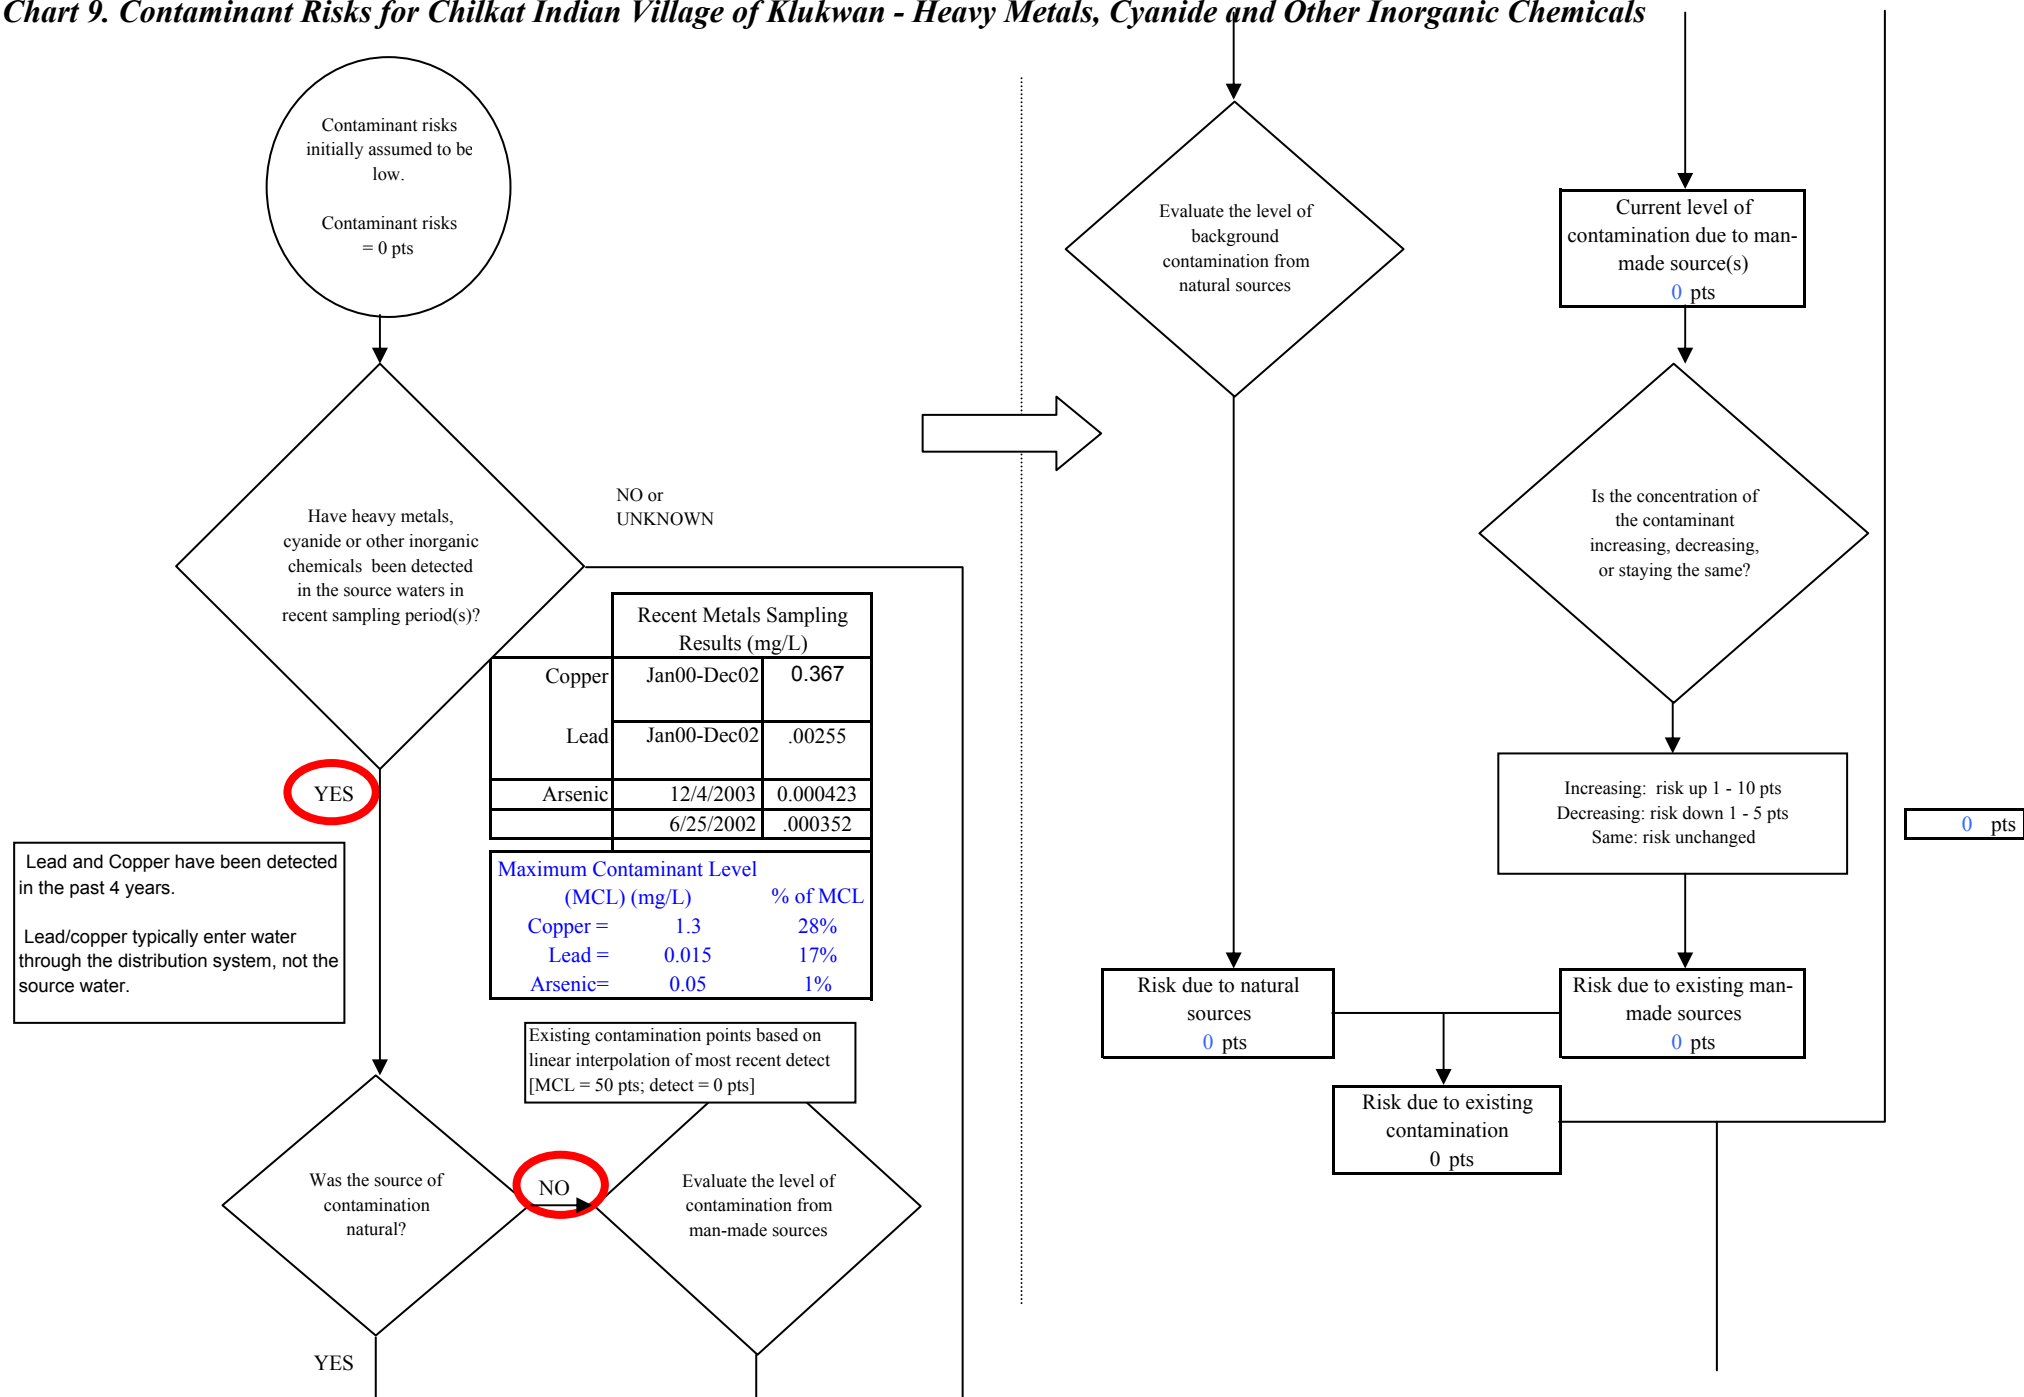 Chart 9. Contaminant Risks for Chilkat Indian Village of Klukwan - Heavy Metals, Cyanide and Other Inorganic Chemicals
Contaminant risks
initially assumed to be
low.
Contaminant risks
= 0 pts
Have heavy metals,
cyanide or other inorganic
chemicals been detected
in the source waters in
recent sampling period(s)?
NO or
UNKNOWN
YES
Recent Metals Sampling
Results (mg/L)
Copper Jan00-Dec02 0.367
Lead Jan00-Dec02 .00255
Arsenic 12/4/2003 0.000423
6/25/2002 .000352
Maximum Contaminant Level
(MCL) (mg/L) % of MCL
Copper = 1.3 28%
Lead = 0.015 17%
Arsenic= 0.05 1%
Lead and Copper have been detected
in the past 4 years.
Lead/copper typically enter water
through the distribution system, not the
source water.
Existing contamination points based on
linear interpolation of most recent detect
[MCL = 50 pts; detect = 0 pts]
Was the source of
contamination
natural?
NO
Evaluate the level of
contamination from
man-made sources
YES
Evaluate the level of
background
contamination from
natural sources
Current level of
contamination due to man-
made source(s)
0 pts
Is the concentration of
the contaminant
increasing, decreasing,
or staying the same?
Increasing: risk up 1 - 10 pts
Decreasing: risk down 1 - 5 pts
Same: risk unchanged
0 pts
Risk due to natural
sources
0 pts
Risk due to existing man-
made sources
0 pts
Risk due to existing
contamination
0 pts